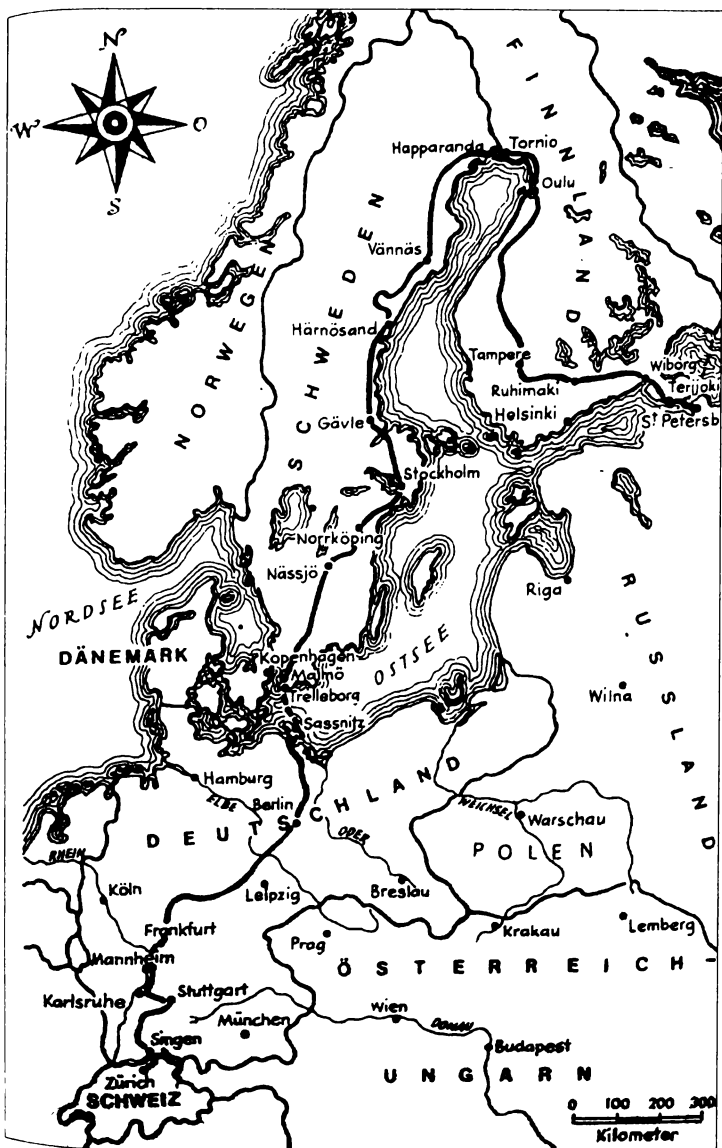 N
W
O
S
FINNLAND
NORWEGEN
SCHWEDEN
Happaranda
Tornio
Oulu
Vännäs
Härnösand
Tampere
Wiborg
Terijoki
Ruhimaki
Helsinki
St Petersb
Gävle
Stockholm
Norrköping
Nässjö
Riga
RUSSLAND
NORDSEE
DÄNEMARK
Kopenhagen
Malmö
OSTSEE
Trelleborg
Sassnitz
Wilna
Hamburg
ELBE
Berlin
DEUTSCHLAND
ODER
WEICHSEL
Warschau
POLEN
RHEIN
Köln
Leipzig
Breslau
Frankfurt
Prag
Krakau
Lemberg
Mannheim
ÖSTERREICH
Karlsruhe
Stuttgart
München
Wien
DONAU
Singen
Budapest
Zürich
SCHWEIZ
UNGARN
0 100 200 300
Kilometer